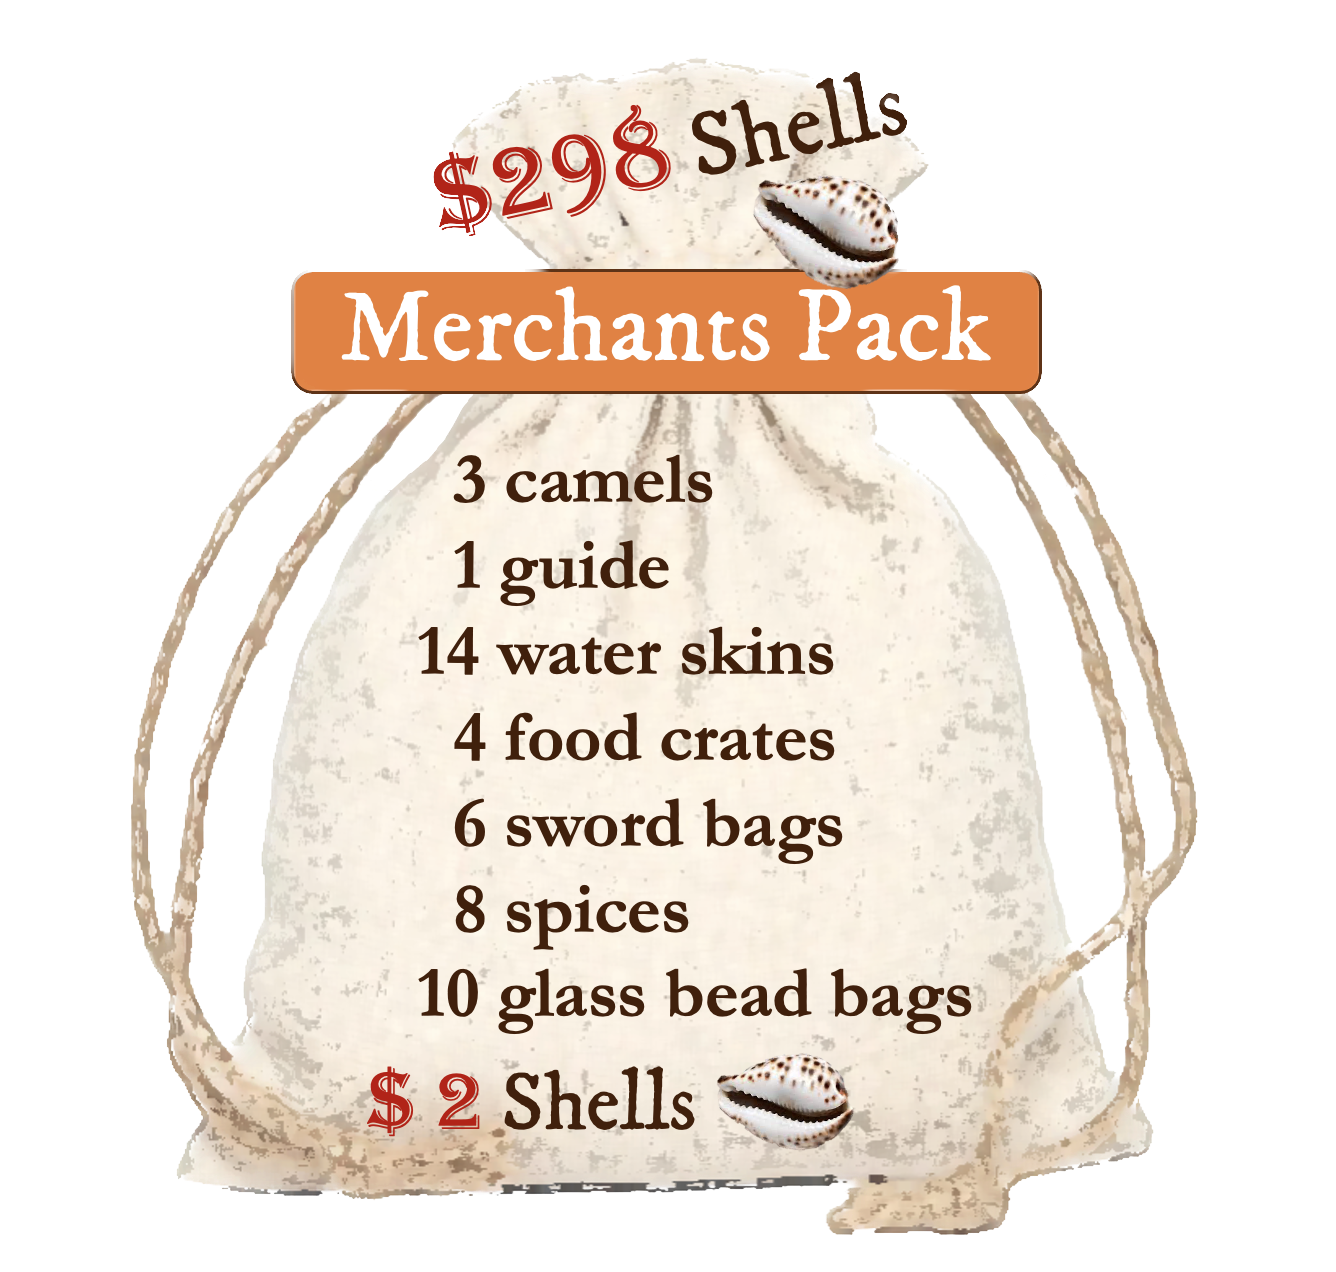 $298 Shells
Merchants Pack
3 camels
1 guide
14 water skins
4 food crates
6 sword bags
8 spices
10 glass bead bags
$ 2 Shells